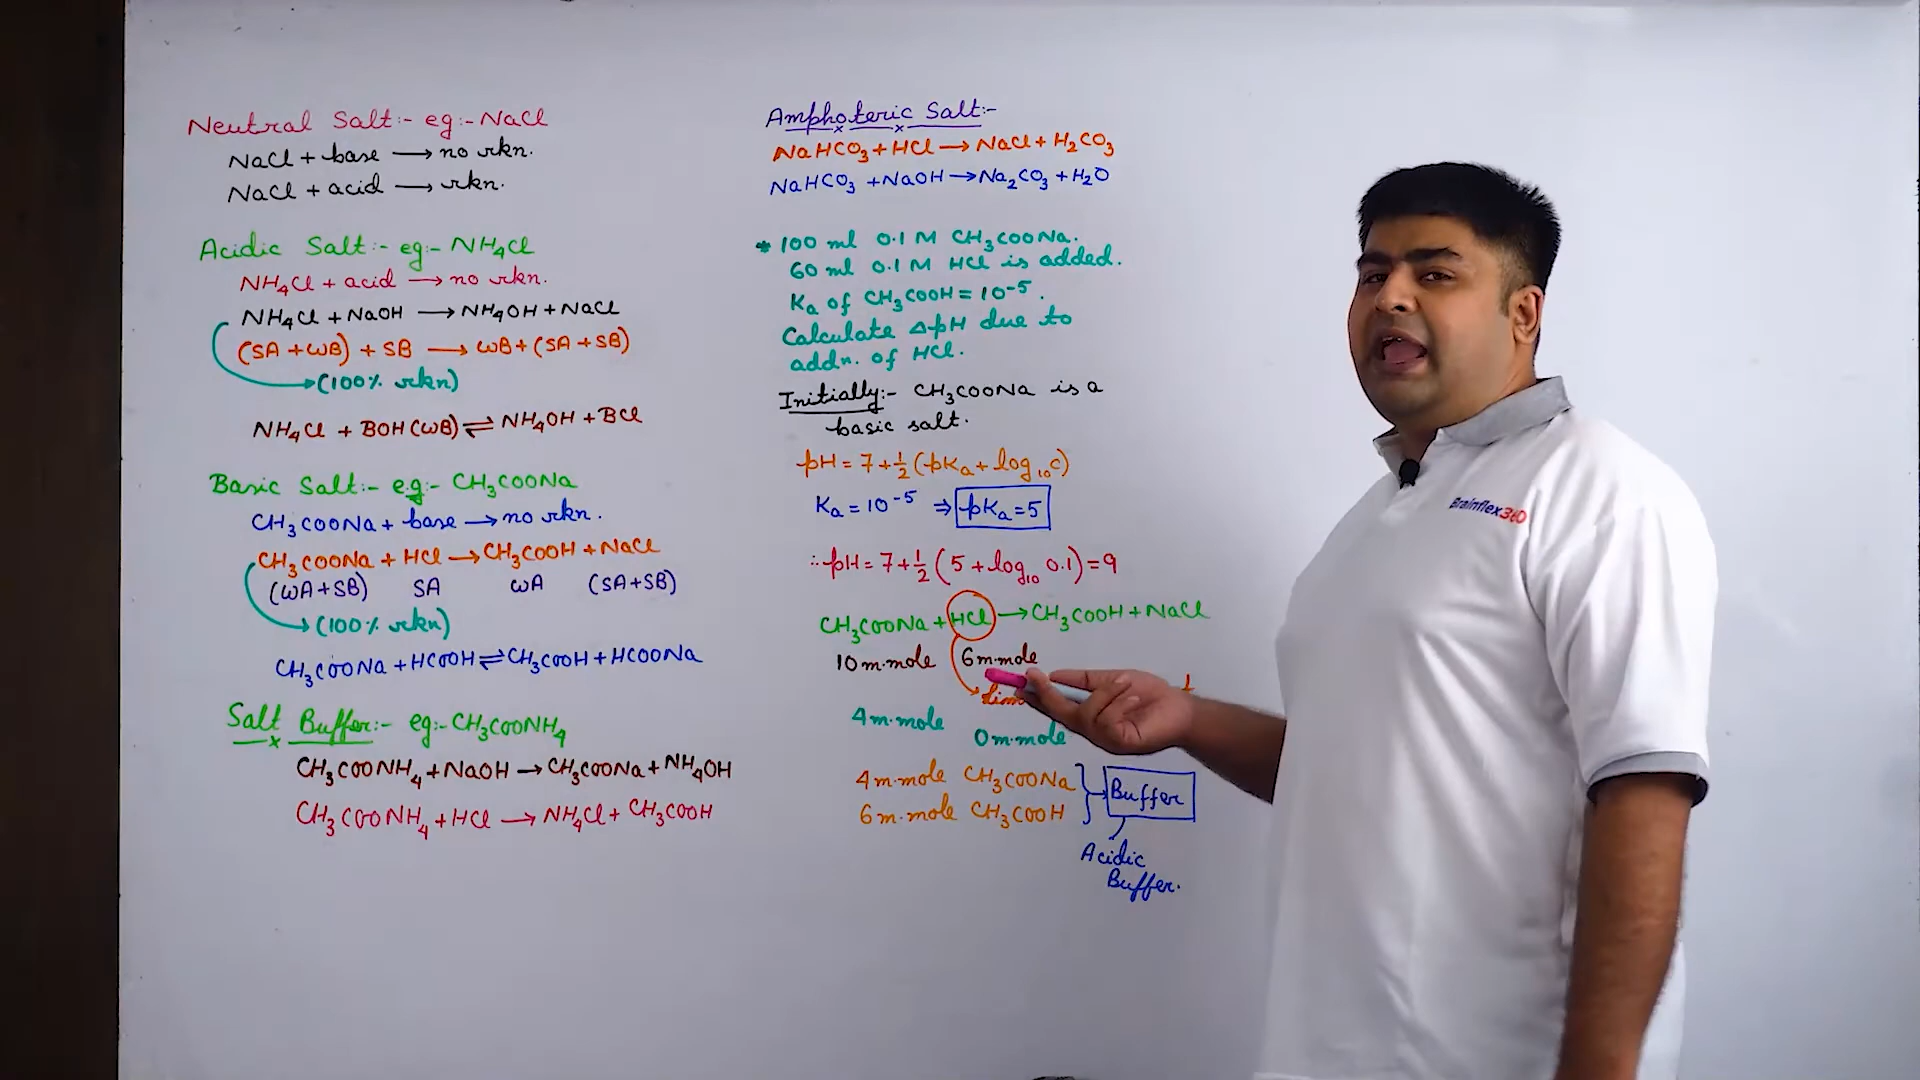 Neutral Salt:- eg:- NaCl
NaCl + base → no rkn.
NaCl + acid → rkn.
Acidic Salt:- eg:- NH₄Cl
NH₄Cl + acid → no rkn.
NH₄Cl + NaOH → NH₄OH + NaCl
(SA + WB) + SB → WB + (SA + SB)
(100% rkn)
NH₄Cl + BOH (WB) ⇌ NH₄OH + BCl
Basic Salt:- e.g:- CH₃COONa
CH₃COONa + base → no rkn.
CH₃COONa + HCl → CH₃COOH + NaCl
(WA+SB) SA WA (SA+SB)
(100% rkn)
CH₃COONa + HCOOH ⇌ CH₃COOH + HCOONa
Salt Buffer:- eg:- CH₃COONH₄
CH₃COONH₄ + NaOH → CH₃COONa + NH₄OH
CH₃COONH₄ + HCl → NH₄Cl + CH₃COOH
Amphoteric Salt:-
NaHCO₃ + HCl → NaCl + H₂CO₃
NaHCO₃ + NaOH → Na₂CO₃ + H₂O
* 100 ml 0.1 M CH₃COONa.
60 ml 0.1 M HCl is added.
Ka of CH₃COOH = 10⁻⁵.
Calculate ΔpH due to
addn. of HCl.
Initially:- CH₃COONa is a
basic salt.
pH = 7 + ½ (pKa + log₁₀c)
Ka = 10⁻⁵ ⇒ pKa = 5
∴ pH = 7 + ½ (5 + log₁₀ 0.1) = 9
CH₃COONa + HCl → CH₃COOH + NaCl
10 m.mole 6 m.mole
4 m.mole 0 m.mole
4 m.mole CH₃COONa
6 m.mole CH₃COOH
Buffer
Acidic
Buffer.
Brainflex360